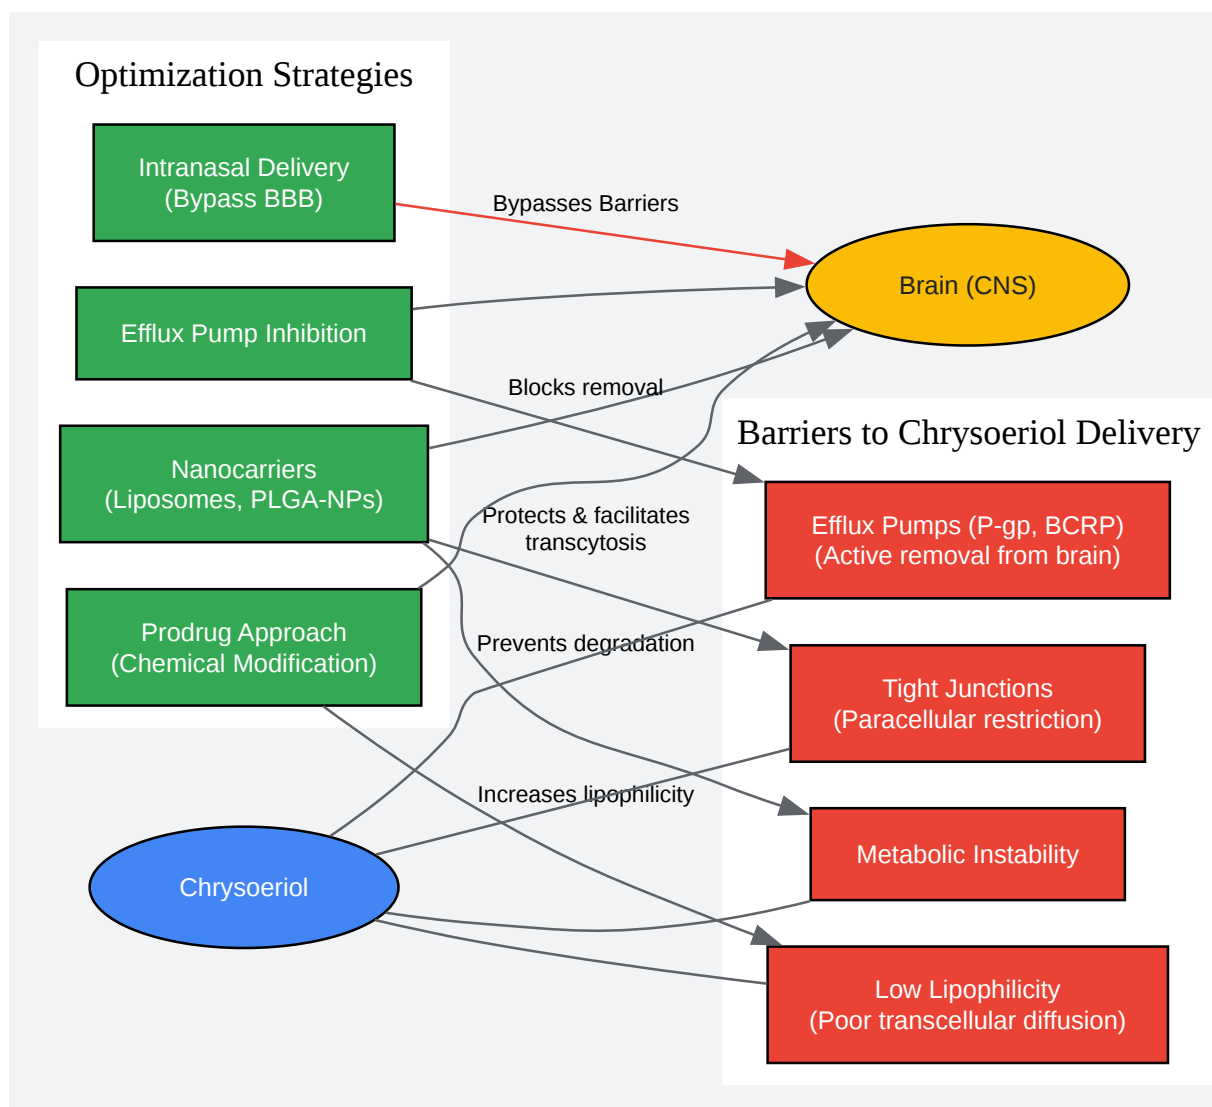 Optimization Strategies
Intranasal Delivery
(Bypass BBB)
Efflux Pump Inhibition
Nanocarriers
(Liposomes, PLGA-NPs)
Prodrug Approach
(Chemical Modification)
Chrysoeriol
Bypasses Barriers
Blocks removal
Protects & facilitates
transcytosis
Prevents degradation
Increases lipophilicity
Brain (CNS)
Barriers to Chrysoeriol Delivery
Efflux Pumps (P-gp, BCRP)
(Active removal from brain)
Tight Junctions
(Paracellular restriction)
Metabolic Instability
Low Lipophilicity
(Poor transcellular diffusion)